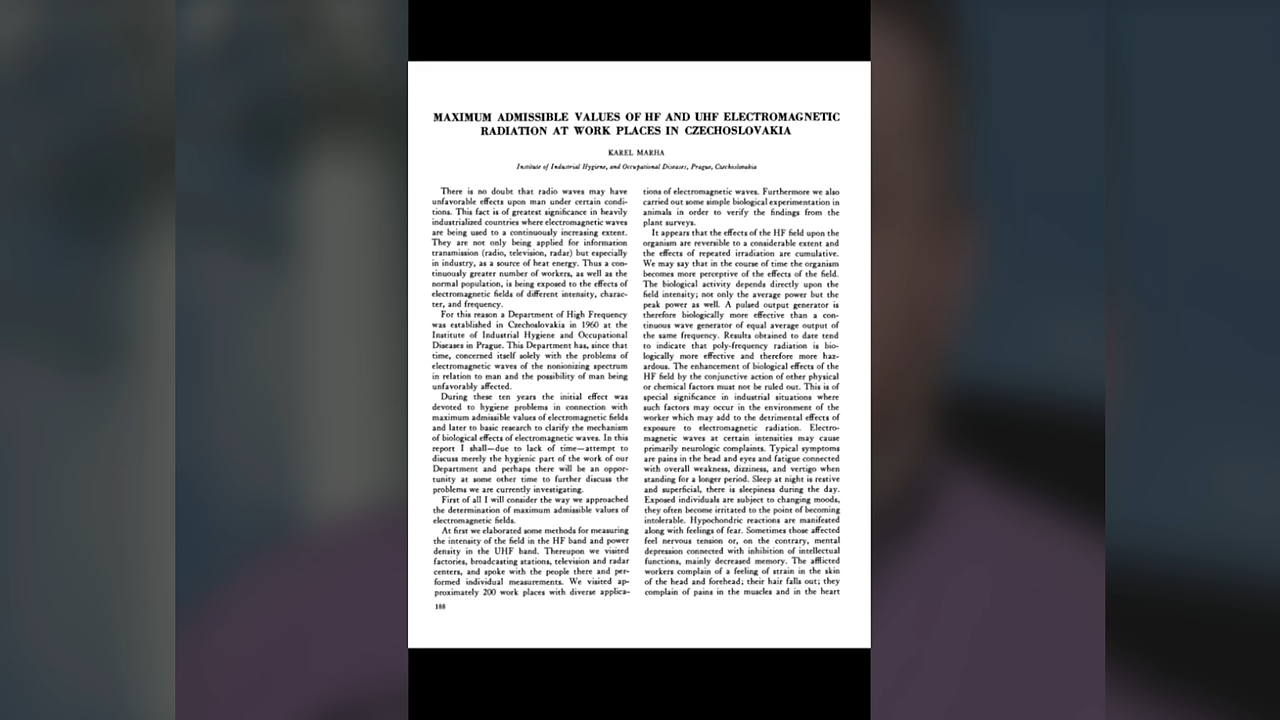 MAXIMUM ADMISSIBLE VALUES OF HF AND UHF ELECTROMAGNETIC
RADIATION AT WORK PLACES IN CZECHOSLOVAKIA
KAREL MARHA
Institute of Industrial Hygiene, and Occupational Diseases, Prague, Czechoslovakia
There is no doubt that radio waves may have
unfavorable effects upon man under certain condi-
tions. This fact is of greatest significance in heavily
industrialized countries where electromagnetic waves
are being used to a continuously increasing extent.
They are not only being applied for information
transmission (radio, television, radar) but especially
in industry, as a source of heat energy. Thus a con-
tinuously greater number of workers, as well as the
normal population, is being exposed to the effects of
electromagnetic fields of different intensity, charac-
ter, and frequency.
For this reason a Department of High Frequency
was established in Czechoslovakia in 1960 at the
Institute of Industrial Hygiene and Occupational
Diseases in Prague. This Department has, since that
time, concerned itself solely with the problems of
electromagnetic waves of the nonionizing spectrum
in relation to man and the possibility of man being
unfavorably affected.
During these ten years the initial effect was
devoted to hygiene problems in connection with
maximum admissible values of electromagnetic fields
and later to basic research to clarify the mechanism
of biological effects of electromagnetic waves. In this
report I shall—due to lack of time—attempt to
discuss merely the hygienic part of the work of our
Department and perhaps there will be an oppor-
tunity at some other time to further discuss the
problems we are currently investigating.
First of all I will consider the way we approached
the determination of maximum admissible values of
electromagnetic fields.
At first we elaborated some methods for measuring
the intensity of the field in the HF band and power
density in the UHF band. Thereupon we visited
factories, broadcasting stations, television and radar
centers, and spoke with the people there and per-
formed individual measurements. We visited ap-
proximately 200 work places with diverse applica-
188
tions of electromagnetic waves. Furthermore we also
carried out some simple biological experimentation in
animals in order to verify the findings from the
plant surveys.
It appears that the effects of the HF field upon the
organism are reversible to a considerable extent and
the effects of repeated irradiation are cumulative.
We may say that in the course of time the organism
becomes more perceptive of the effects of the field.
The biological activity depends directly upon the
field intensity; not only the average power but the
peak power as well. A pulsed output generator is
therefore biologically more effective than a con-
tinuous wave generator of equal average output of
the same frequency. Results obtained to date tend
to indicate that poly-frequency radiation is bio-
logically more effective and therefore more haz-
ardous. The enhancement of biological effects of the
HF field by the conjunctive action of other physical
or chemical factors must not be ruled out. This is of
special significance in industrial situations where
such factors may occur in the environment of the
worker which may add to the detrimental effects of
exposure to electromagnetic radiation. Electro-
magnetic waves at certain intensities may cause
primarily neurologic complaints. Typical symptoms
are pains in the head and eyes and fatigue connected
with overall weakness, dizziness, and vertigo when
standing for a longer period. Sleep at night is restive
and superficial, there is sleepiness during the day.
Exposed individuals are subject to changing moods,
they often become irritated to the point of becoming
intolerable. Hypochondric reactions are manifested
along with feelings of fear. Sometimes those affected
feel nervous tension or, on the contrary, mental
depression connected with inhibition of intellectual
functions, mainly decreased memory. The afflicted
workers complain of a feeling of strain in the skin
of the head and forehead; their hair falls out; they
complain of pains in the muscles and in the heart